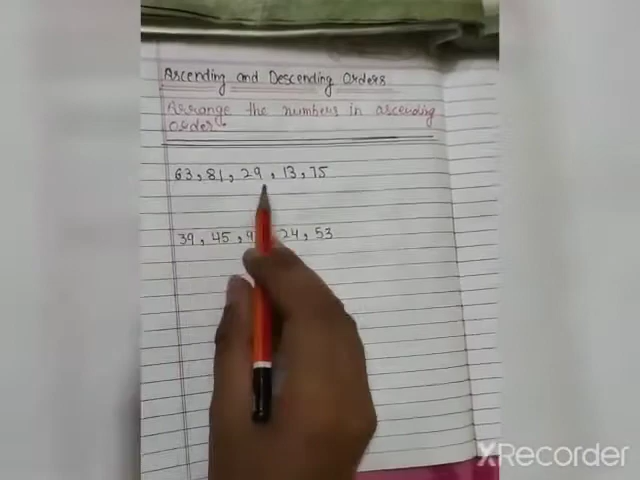 Ascending and Descending Orders
Arrange the numbers in ascending
Order
63, 81, 29, 13, 75
39, 45, 24, 53
XRecorder